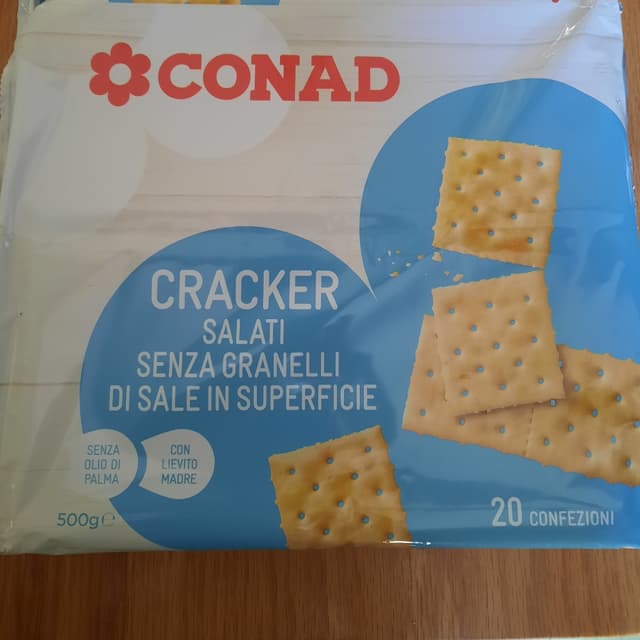 CONAD
CRACKER
SALATI
SENZA GRANELLI
DI SALE IN SUPERFICIE
SENZA
OLIO DI
PALMA
CON
LIEVITO
MADRE
500g℮
20 CONFEZIONI